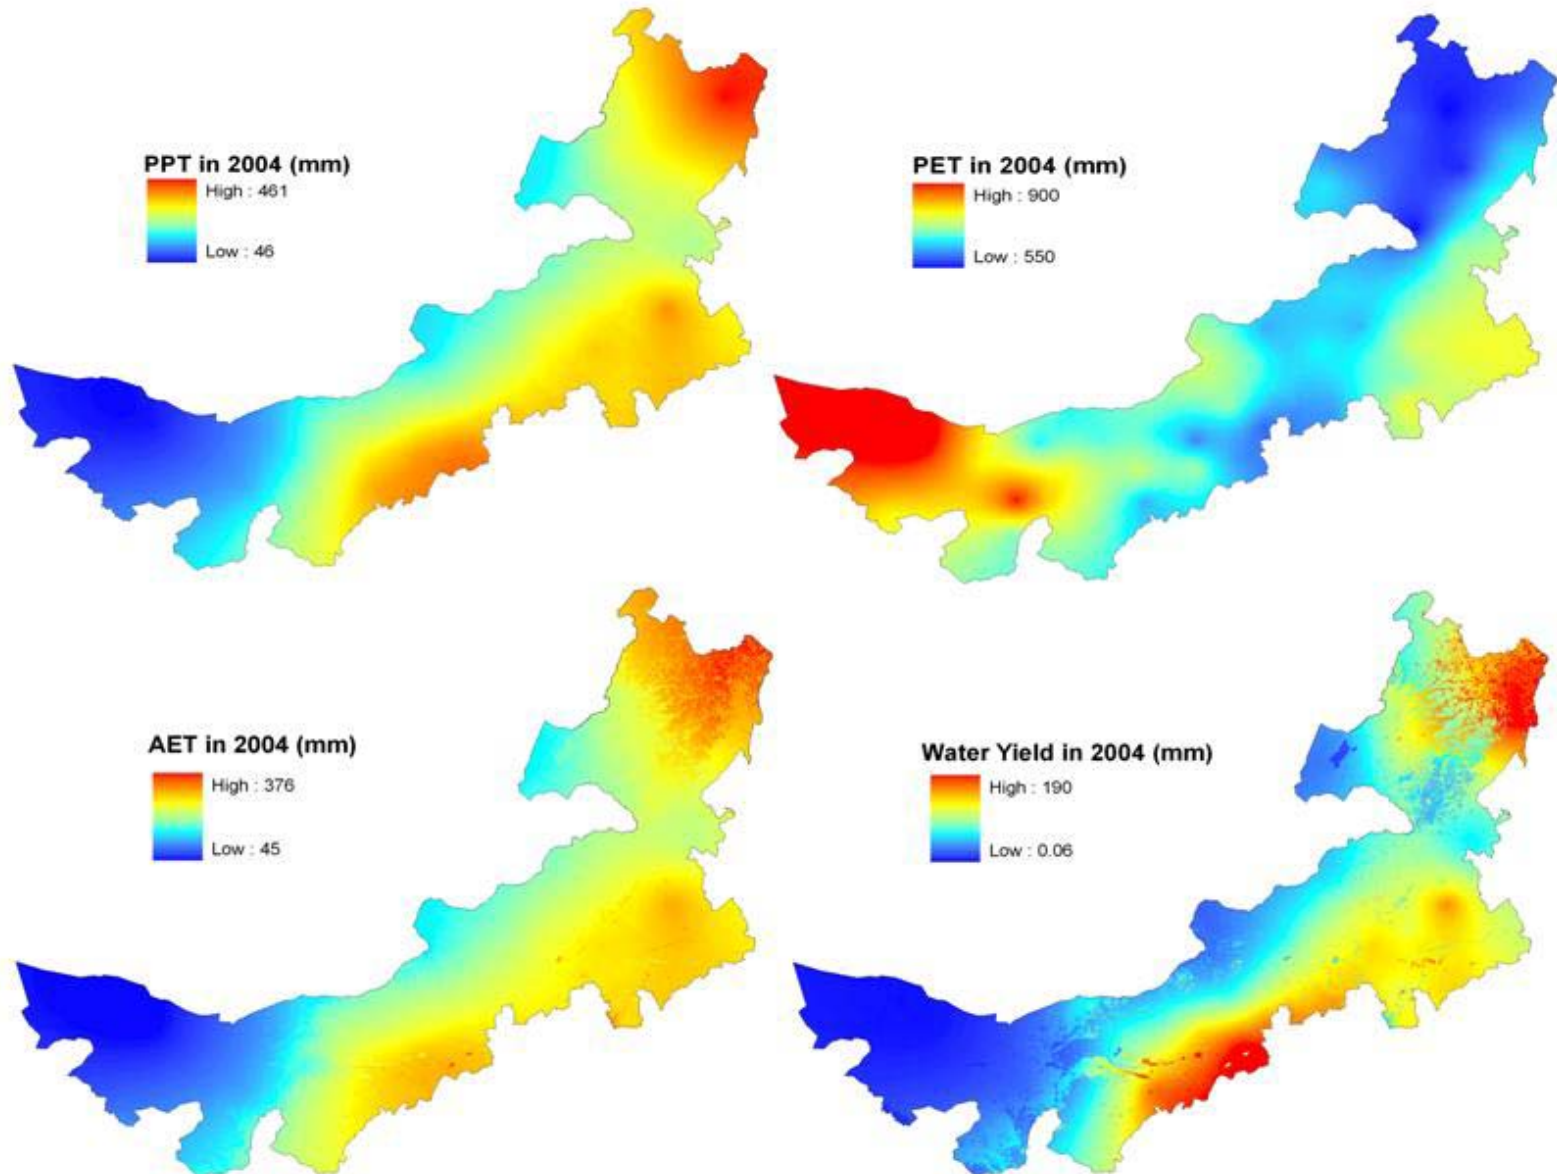 PPT in 2004 (mm)
High : 461
Low : 46
PET in 2004 (mm)
High : 900
Low : 550
AET in 2004 (mm)
High : 376
Low : 45
Water Yield in 2004 (mm)
High : 190
Low : 0.06